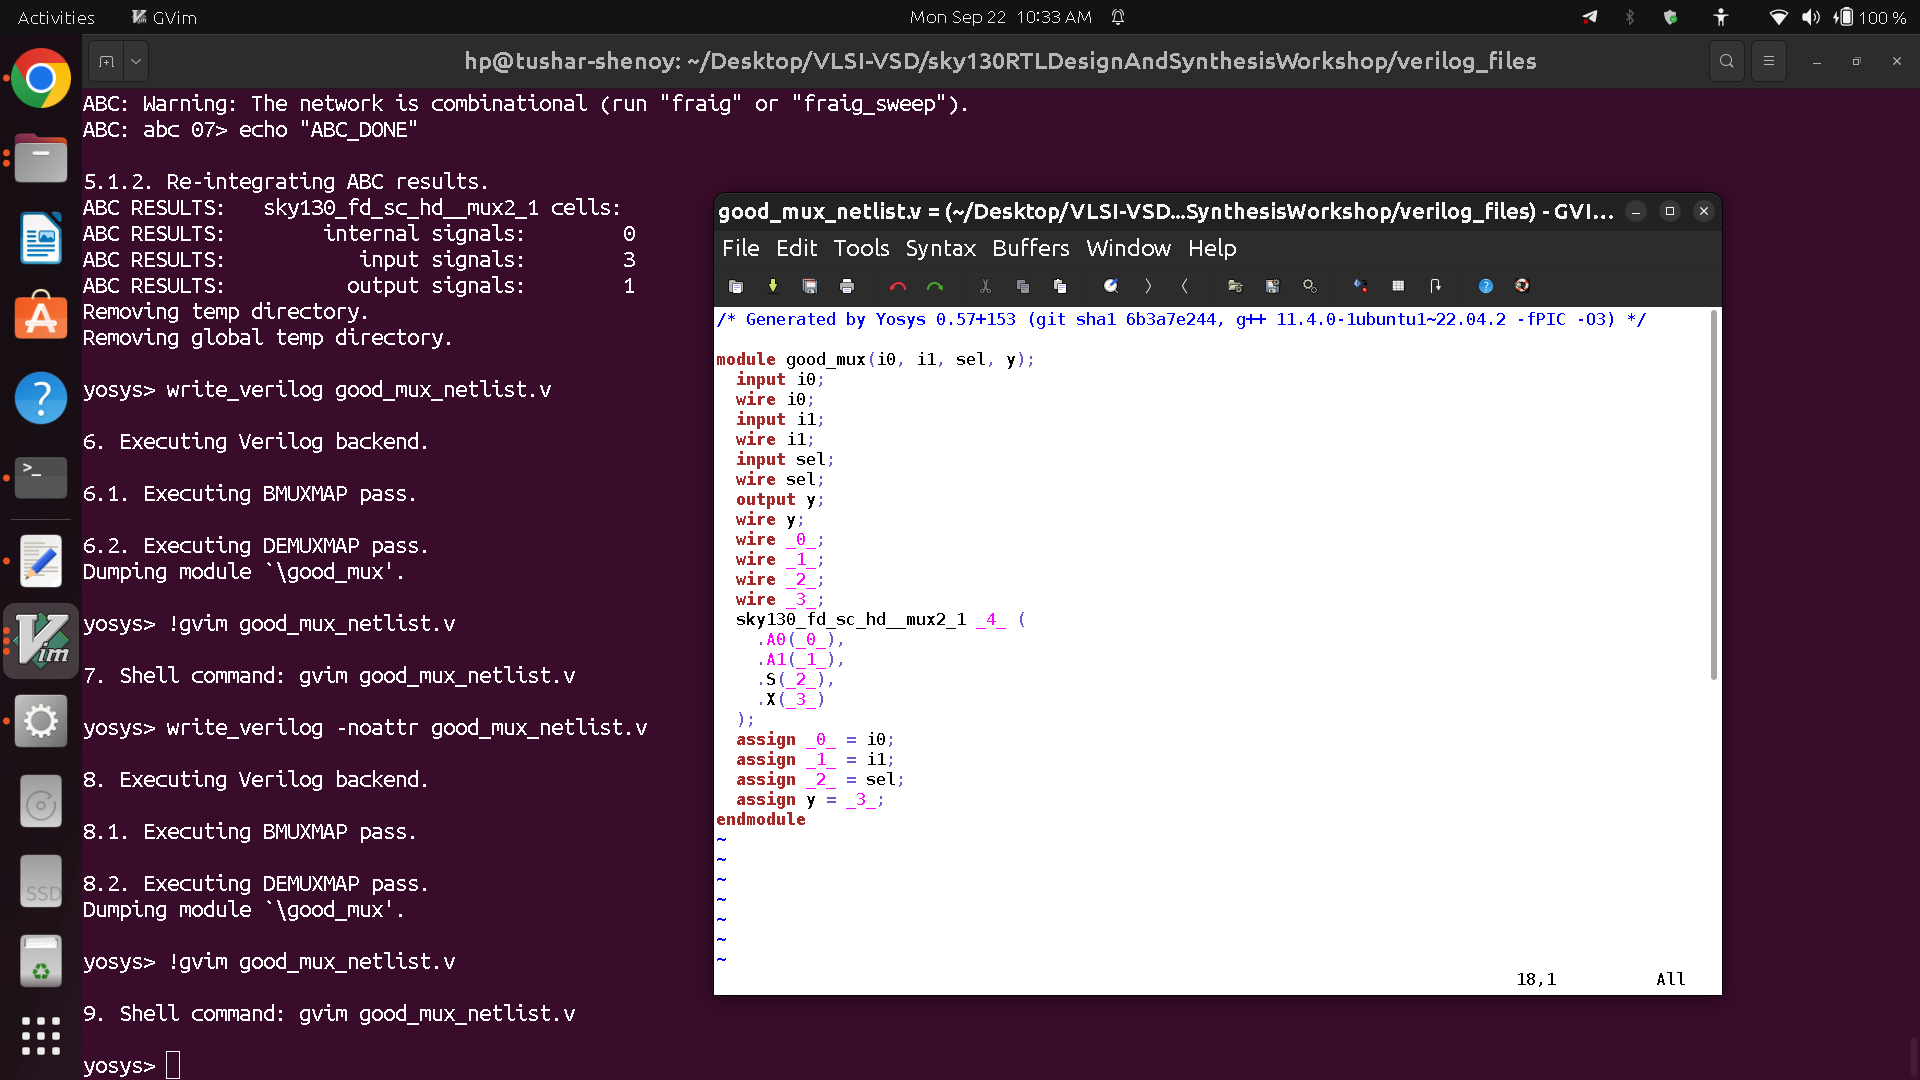 Activities
GVim
Mon Sep 22 10:33 AM
100 %
hp@tushar-shenoy: ~/Desktop/VLSI-VSD/sky130RTLDesignAndSynthesisWorkshop/verilog_files
ABC: Warning: The network is combinational (run "fraig" or "fraig_sweep").
ABC: abc 07> echo "ABC_DONE"
5.1.2. Re-integrating ABC results.
ABC RESULTS:   sky130_fd_sc_hd__mux2_1 cells:
ABC RESULTS:        internal signals:        0
ABC RESULTS:           input signals:        3
ABC RESULTS:          output signals:        1
Removing temp directory.
Removing global temp directory.
yosys> write_verilog good_mux_netlist.v
6. Executing Verilog backend.
6.1. Executing BMUXMAP pass.
6.2. Executing DEMUXMAP pass.
Dumping module `\good_mux'.
yosys> !gvim good_mux_netlist.v
7. Shell command: gvim good_mux_netlist.v
yosys> write_verilog -noattr good_mux_netlist.v
8. Executing Verilog backend.
8.1. Executing BMUXMAP pass.
8.2. Executing DEMUXMAP pass.
Dumping module `\good_mux'.
yosys> !gvim good_mux_netlist.v
9. Shell command: gvim good_mux_netlist.v
yosys>
good_mux_netlist.v = (~/Desktop/VLSI-VSD...SynthesisWorkshop/verilog_files) - GVI...
File Edit Tools Syntax Buffers Window Help
/* Generated by Yosys 0.57+153 (git sha1 6b3a7e244, g++ 11.4.0-1ubuntu1~22.04.2 -fPIC -O3) */
module good_mux(i0, i1, sel, y);
  input i0;
  wire i0;
  input i1;
  wire i1;
  input sel;
  wire sel;
  output y;
  wire y;
  wire _0_;
  wire _1_;
  wire _2_;
  wire _3_;
  sky130_fd_sc_hd__mux2_1 _4_ (
    .A0(_0_),
    .A1(_1_),
    .S(_2_),
    .X(_3_)
  );
  assign _0_ = i0;
  assign _1_ = i1;
  assign _2_ = sel;
  assign y = _3_;
endmodule
~
~
~
~
~
~
~
18,1 All
SSD